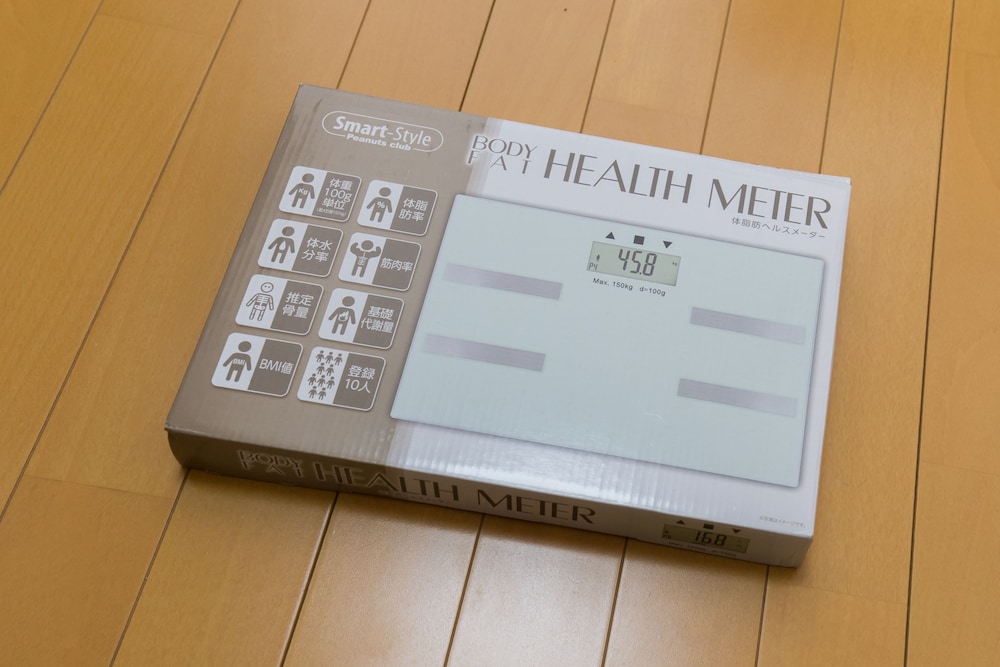 Smart-Style
Peanuts club
BODY
FAT
HEALTH METER
体脂肪ヘルスメーター
Kg
体重
100g
単位
%
体脂
肪率
体水
分率
筋肉率
推定
骨量
基礎
代謝量
BMI
BMI値
登録
10人
▲ ■ ▼
P4
45.8
Max. 150kg d=100g
BODY
FAT
HEALTH METER
▲ ■ ▼
16.8